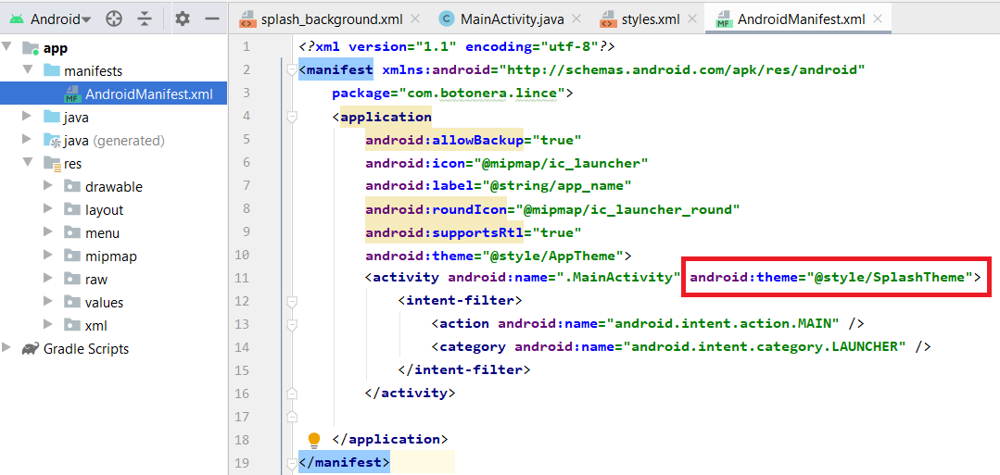 Android
splash_background.xml
MainActivity.java
styles.xml
AndroidManifest.xml
app
manifests
AndroidManifest.xml
java
java (generated)
res
drawable
layout
menu
mipmap
raw
values
xml
Gradle Scripts
1 <?xml version="1.1" encoding="utf-8"?>
2 <manifest xmlns:android="http://schemas.android.com/apk/res/android"
3 package="com.botonera.lince">
4 <application
5 android:allowBackup="true"
6 android:icon="@mipmap/ic_launcher"
7 android:label="@string/app_name"
8 android:roundIcon="@mipmap/ic_launcher_round"
9 android:supportsRtl="true"
10 android:theme="@style/AppTheme">
11 <activity android:name=".MainActivity" android:theme="@style/SplashTheme">
12 <intent-filter>
13 <action android:name="android.intent.action.MAIN" />
14 <category android:name="android.intent.category.LAUNCHER" />
15 </intent-filter>
16 </activity>
17
18 </application>
19 </manifest>